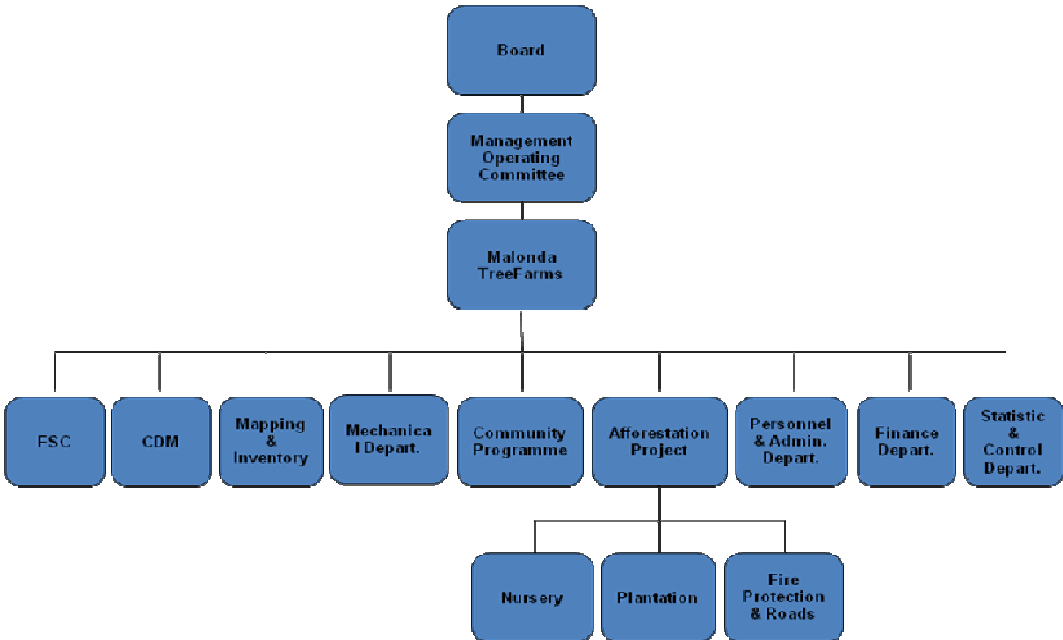 Board
Management
Operating
Committee
Malonda
TreeFarms
FSC
CDM
Mapping
&
Inventory
Mechanica
l Depart.
Community
Programme
Afforestation
Project
Personnel
& Admin.
Depart.
Finance
Depart.
Statistic
&
Control
Depart.
Nursery
Plantation
Fire
Protection
& Roads